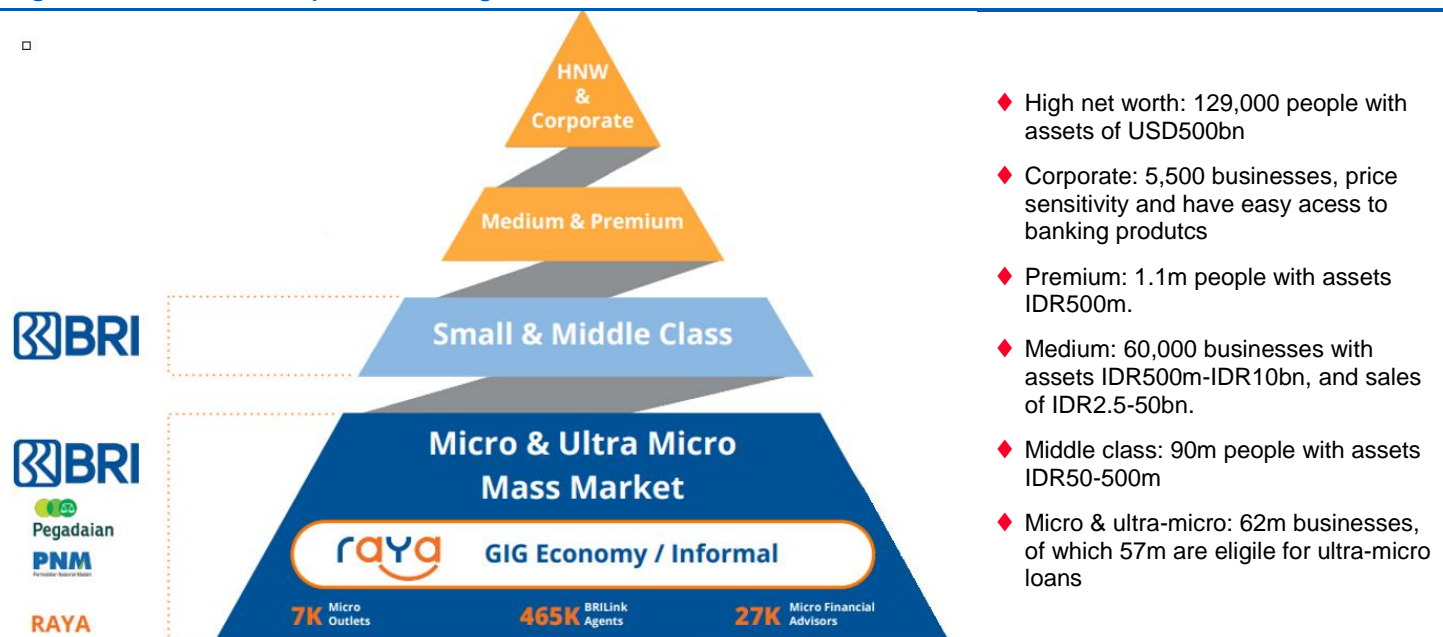 HNW
&
Corporate
Medium & Premium
Small & Middle Class
BRI
Micro & Ultra Micro
Mass Market
BRI
Pegadaian
PNM
Permodalan Nasional Madani
raya
GIG Economy / Informal
RAYA
7K Micro
Outlets
465K BRILink
Agents
27K Micro Financial
Advisors
High net worth: 129,000 people with
assets of USD500bn
Corporate: 5,500 businesses, price
sensitivity and have easy acess to
banking produtcs
Premium: 1.1m people with assets
IDR500m.
Medium: 60,000 businesses with
assets IDR500m-IDR10bn, and sales
of IDR2.5-50bn.
Middle class: 90m people with assets
IDR50-500m
Micro & ultra-micro: 62m businesses,
of which 57m are eligile for ultra-micro
loans